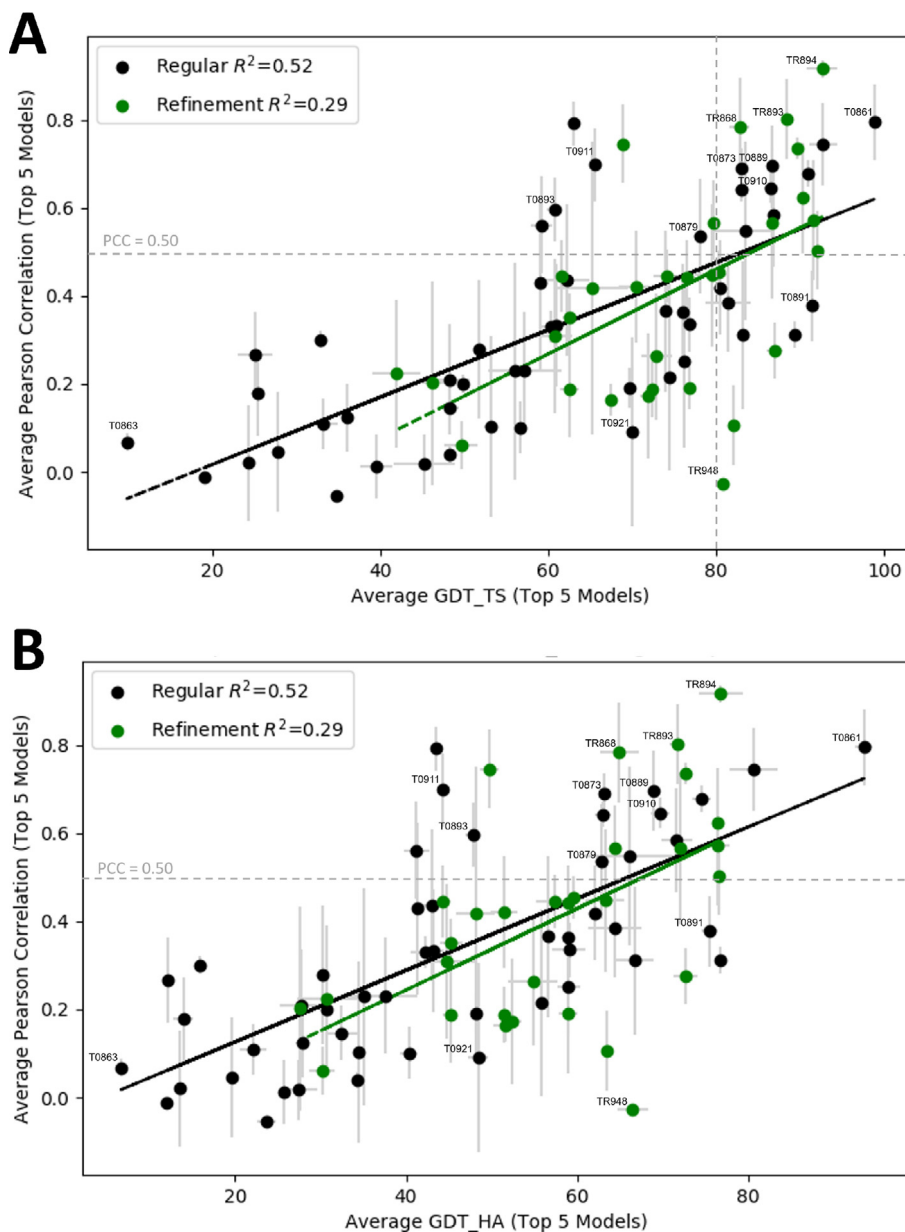 A
Regular R²=0.52
Refinement R²=0.29
TR894
TR868
TR893
T0861
T0911
T0873
T0889
T0910
T0893
T0879
PCC = 0.50
T0891
T0863
T0921
TR948
0.8
0.6
0.4
0.2
0.0
Average Pearson Correlation (Top 5 Models)
20 40 60 80 100
Average GDT_TS (Top 5 Models)
B
Regular R²=0.52
Refinement R²=0.29
TR894
TR868
TR893
T0861
T0911
T0873
T0889
T0910
T0893
T0879
PCC = 0.50
T0891
T0863
T0921
TR948
0.8
0.6
0.4
0.2
0.0
Average Pearson Correlation (Top 5 Models)
20 40 60 80
Average GDT_HA (Top 5 Models)